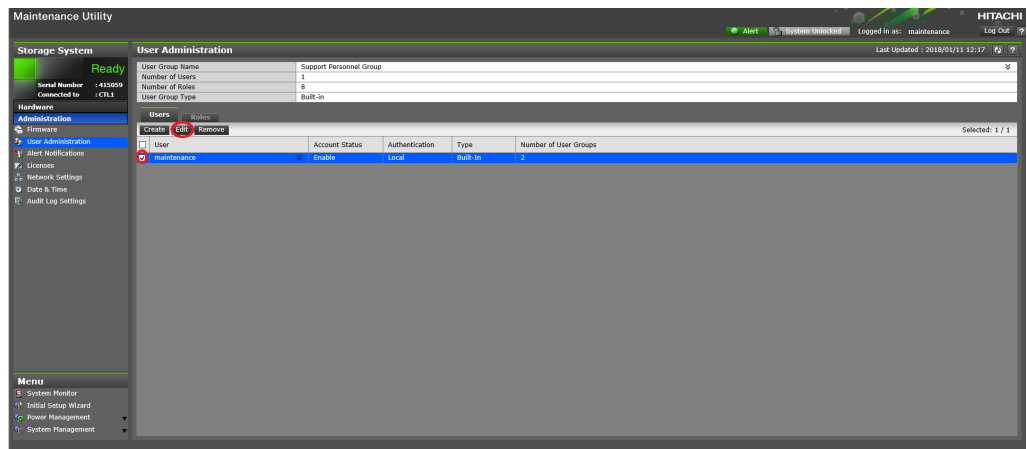 Maintenance Utility
HITACHI
Alert System Unlocked Logged in as: maintenance Log Out ?
Storage System
Ready
Serial Number : 415059
Connected to : CTL1
Hardware
Administration
Firmware
User Administration
Alert Notifications
Licenses
Network Settings
Date & Time
Audit Log Settings
Menu
System Monitor
Initial Setup Wizard
Power Management
System Management
User Administration
Last Updated : 2018/01/11 12:17 ?
User Group Name Support Personnel Group
Number of Users 1
Number of Roles 8
User Group Type Built-in
Users Roles
Create Edit Remove Selected: 1 / 1
User Account Status Authentication Type Number of User Groups
maintenance Enable Local Built-In 2